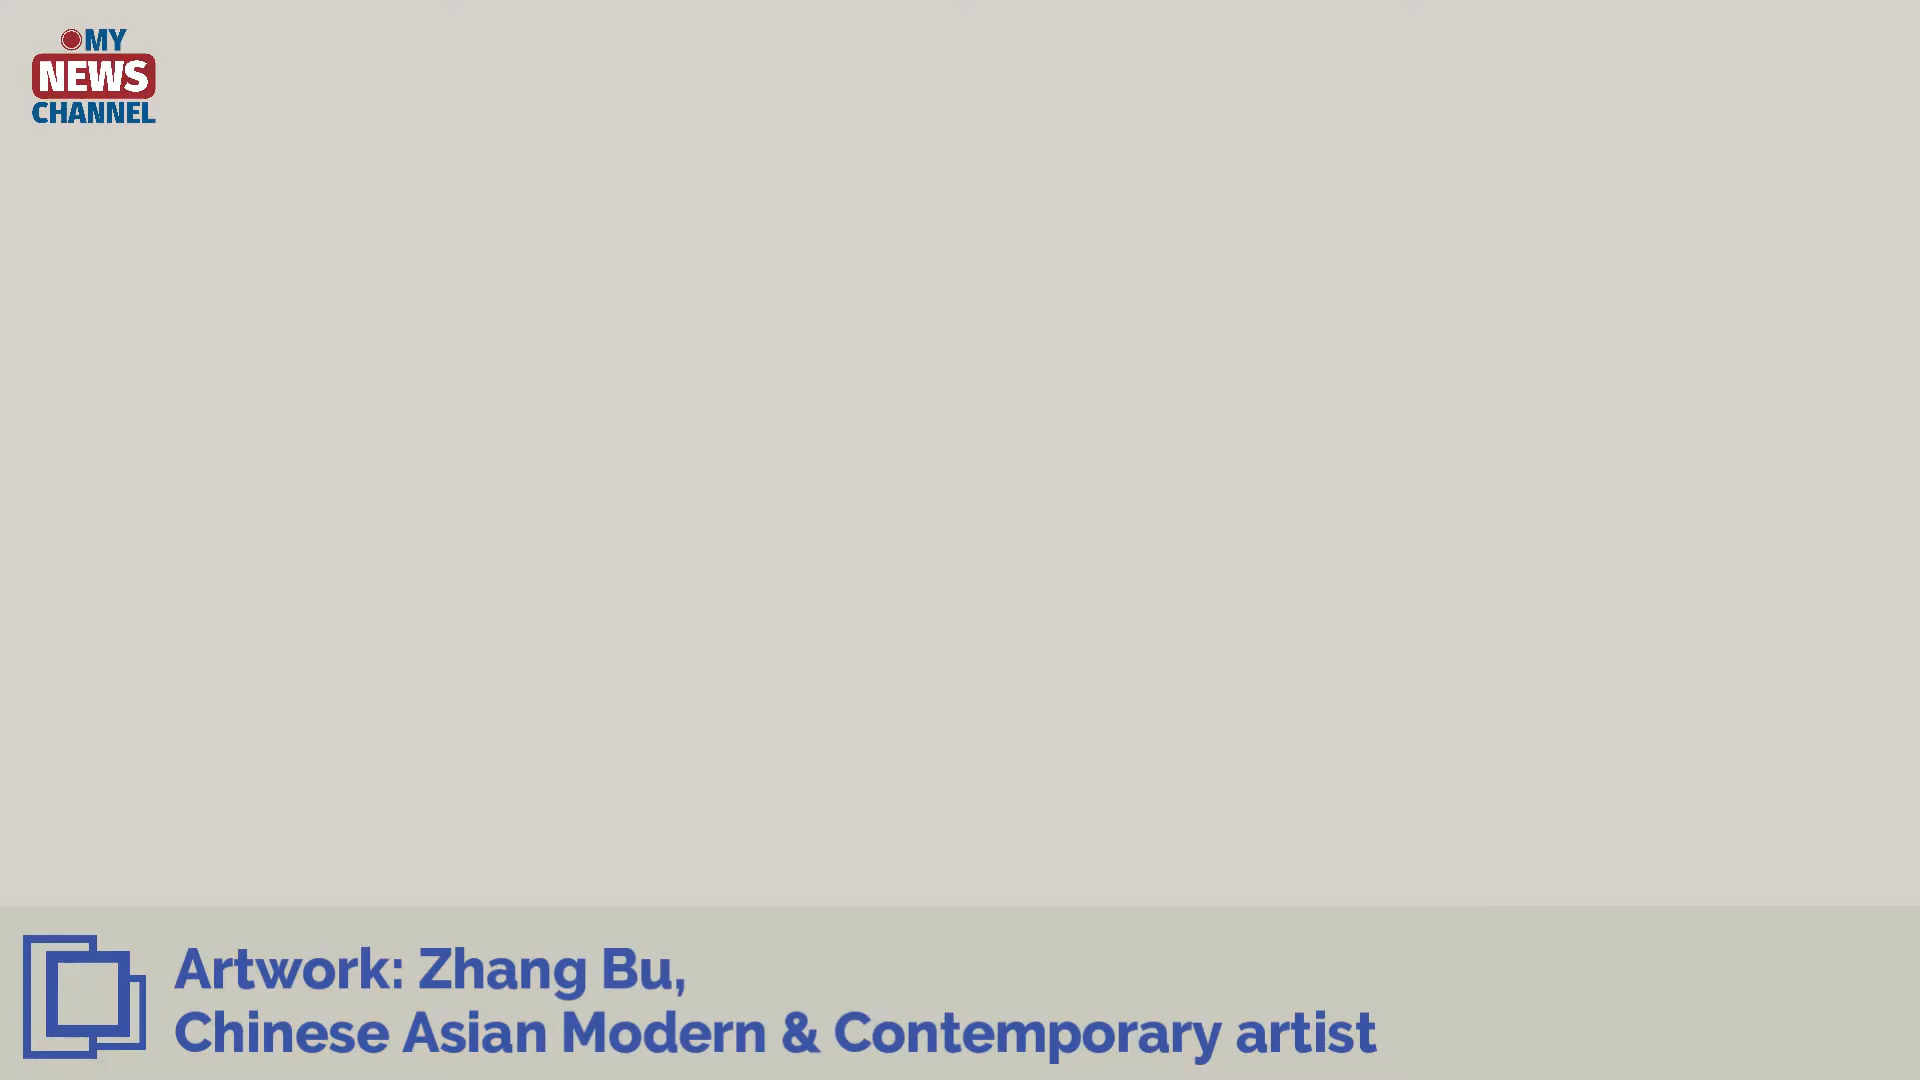 MY
NEWS
CHANNEL
Artwork: Zhang Bu,
Chinese Asian Modern & Contemporary artist